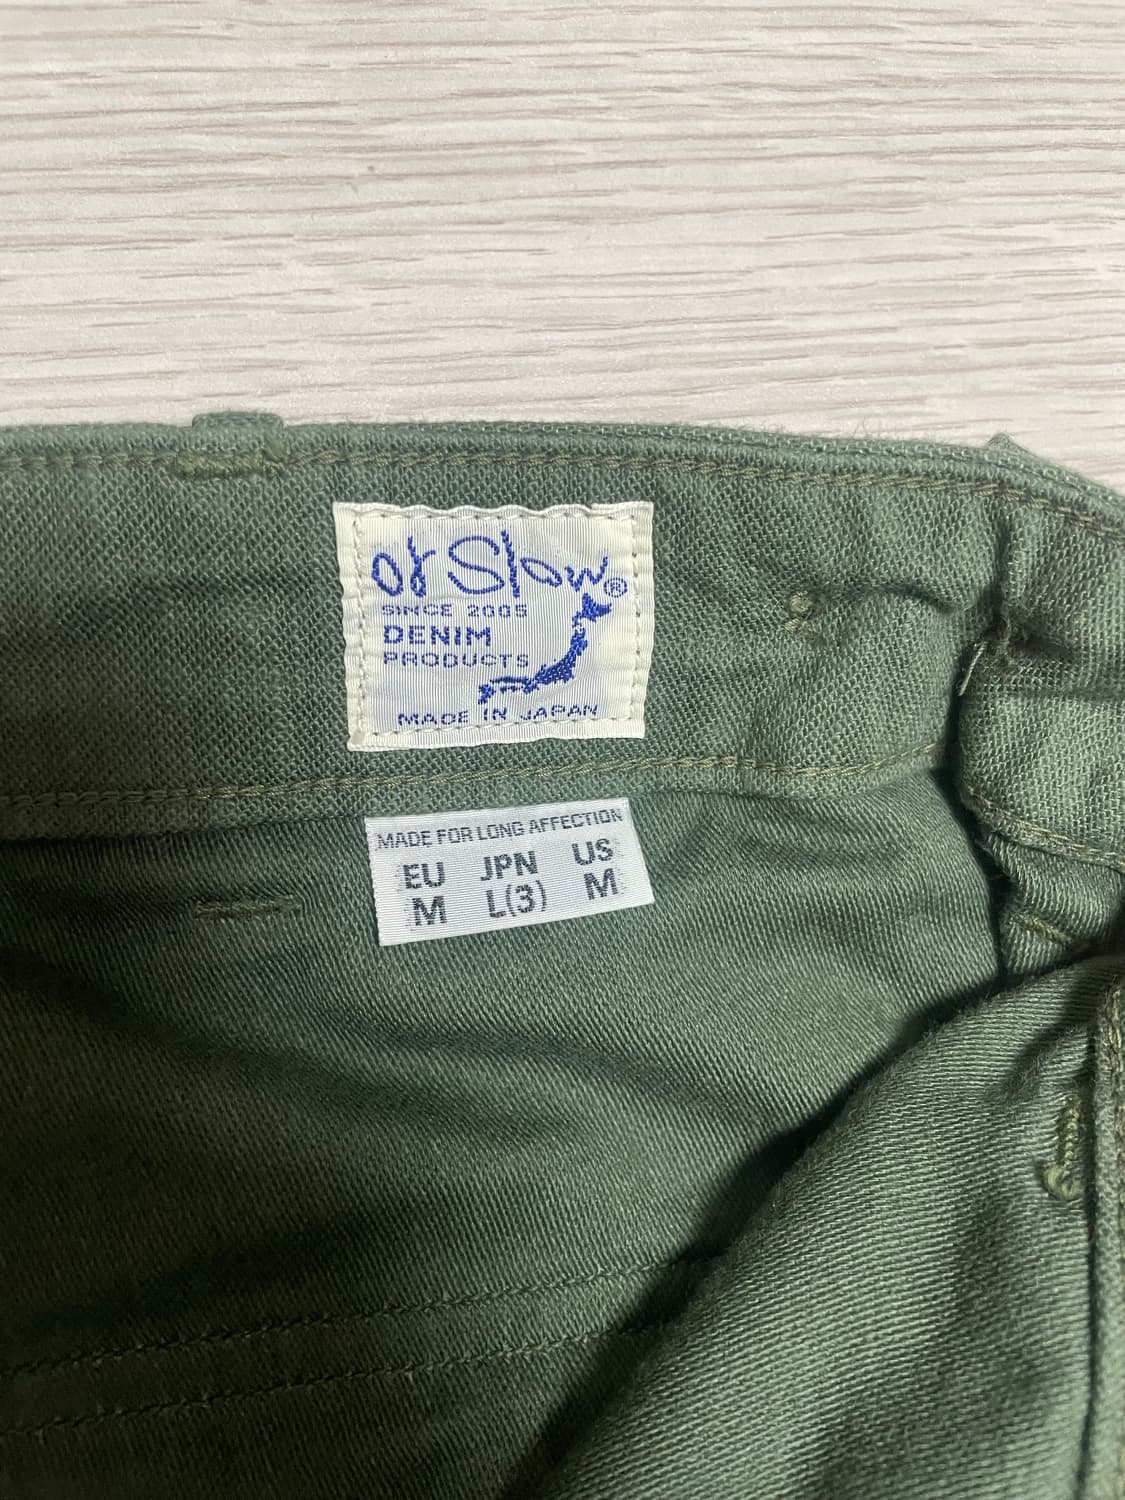 or Slow®
SINCE 2005
DENIM
PRODUCTS
MADE IN JAPAN
MADE FOR LONG AFFECTION
EU JPN US
M L(3) M